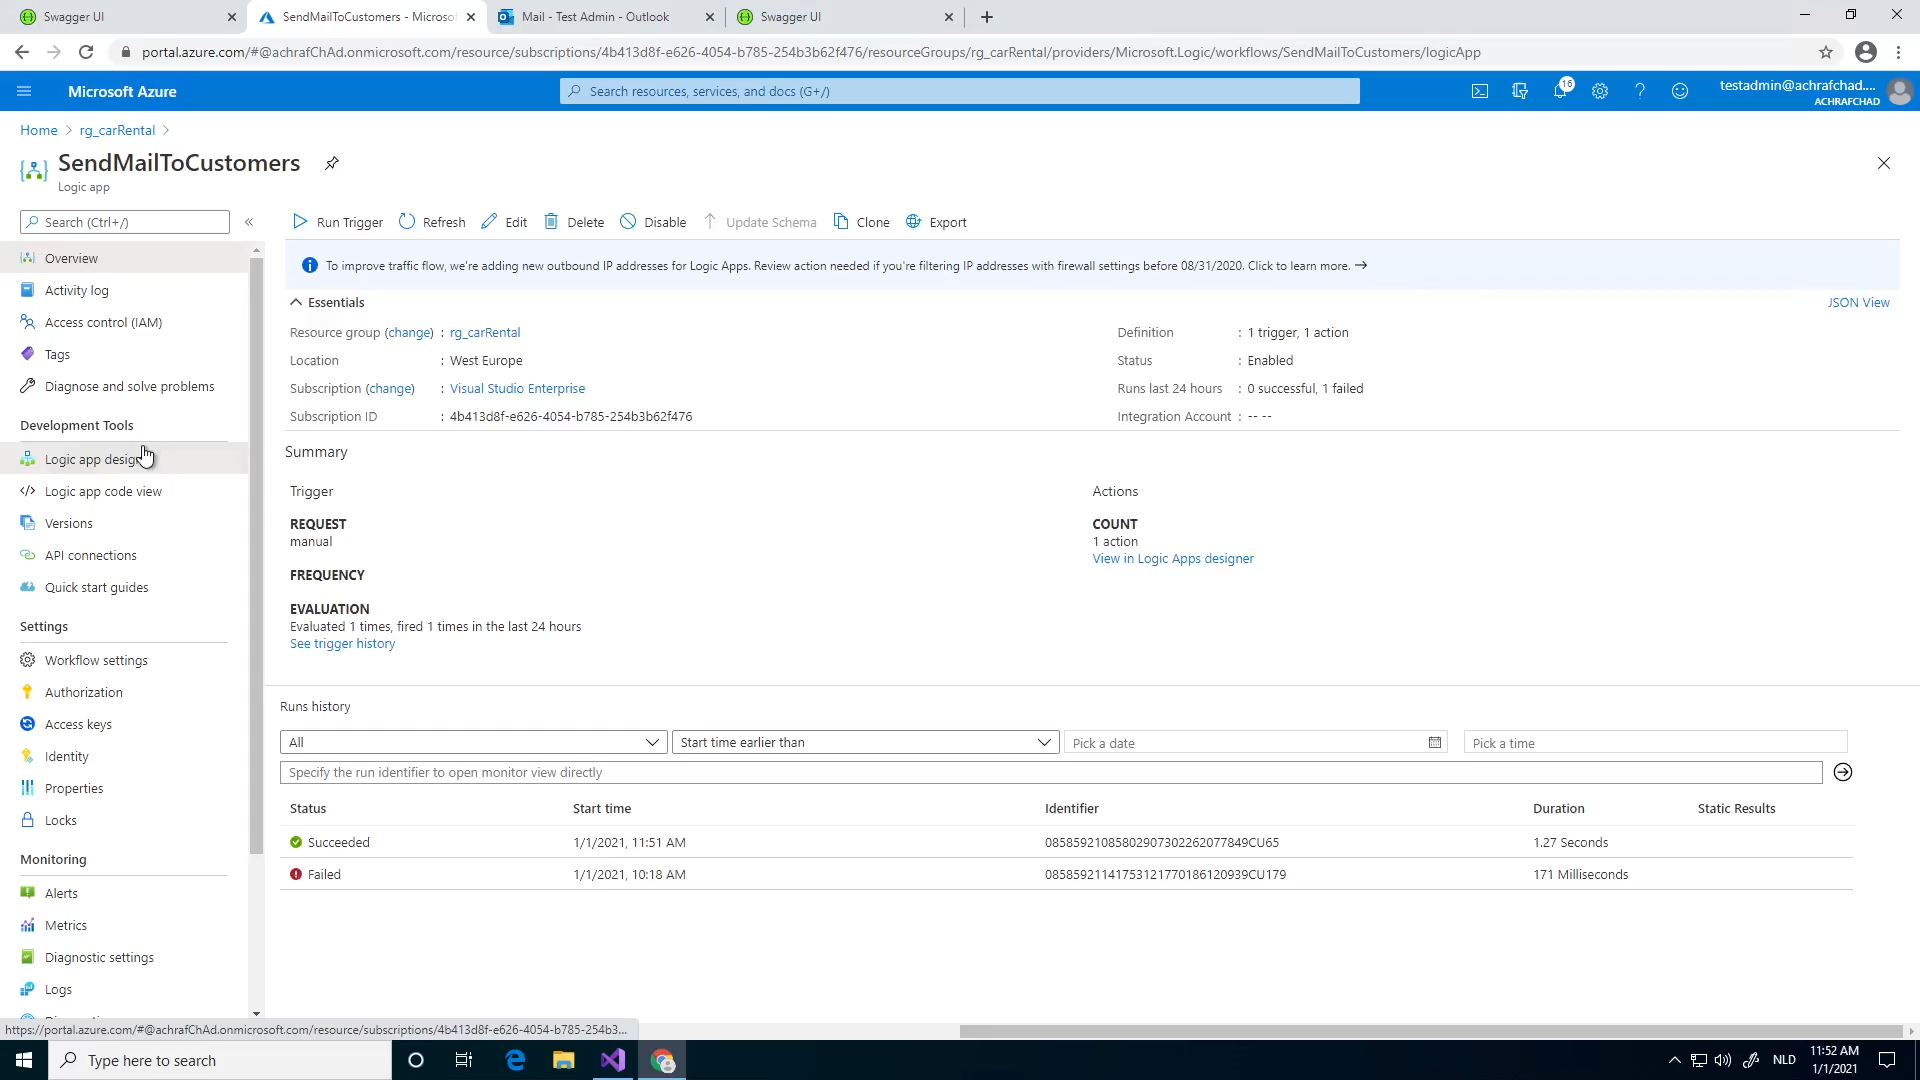 Swagger UI
SendMailToCustomers - Microsof
Mail - Test Admin - Outlook
Swagger UI
portal.azure.com/#@achrafChAd.onmicrosoft.com/resource/subscriptions/4b413d8f-e626-4054-b785-254b3b62f476/resourceGroups/rg_carRental/providers/Microsoft.Logic/workflows/SendMailToCustomers/logicApp
Microsoft Azure
Search resources, services, and docs (G+/)
16
testadmin@achrafchad....
ACHRAFCHAD
Home > rg_carRental >
SendMailToCustomers
Logic app
Search (Ctrl+/)
«
Run Trigger
Refresh
Edit
Delete
Disable
Update Schema
Clone
Export
Overview
Activity log
Access control (IAM)
Tags
Diagnose and solve problems
Development Tools
Logic app desig
Logic app code view
Versions
API connections
Quick start guides
Settings
Workflow settings
Authorization
Access keys
Identity
Properties
Locks
Monitoring
Alerts
Metrics
Diagnostic settings
Logs
To improve traffic flow, we're adding new outbound IP addresses for Logic Apps. Review action needed if you're filtering IP addresses with firewall settings before 08/31/2020. Click to learn more. →
Essentials
JSON View
Resource group (change) : rg_carRental
Location : West Europe
Subscription (change) : Visual Studio Enterprise
Subscription ID : 4b413d8f-e626-4054-b785-254b3b62f476
Definition : 1 trigger, 1 action
Status : Enabled
Runs last 24 hours : 0 successful, 1 failed
Integration Account : -- --
Summary
Trigger
REQUEST
manual
FREQUENCY
EVALUATION
Evaluated 1 times, fired 1 times in the last 24 hours
See trigger history
Actions
COUNT
1 action
View in Logic Apps designer
Runs history
All
Start time earlier than
Pick a date
Pick a time
Specify the run identifier to open monitor view directly
Status Start time Identifier Duration Static Results
Succeeded 1/1/2021, 11:51 AM 08585921085802907302262077849CU65 1.27 Seconds
Failed 1/1/2021, 10:18 AM 08585921141753121770186120939CU179 171 Milliseconds
https://portal.azure.com/#@achrafChAd.onmicrosoft.com/resource/subscriptions/4b413d8f-e626-4054-b785-254b3...
Type here to search
NLD
11:52 AM
1/1/2021